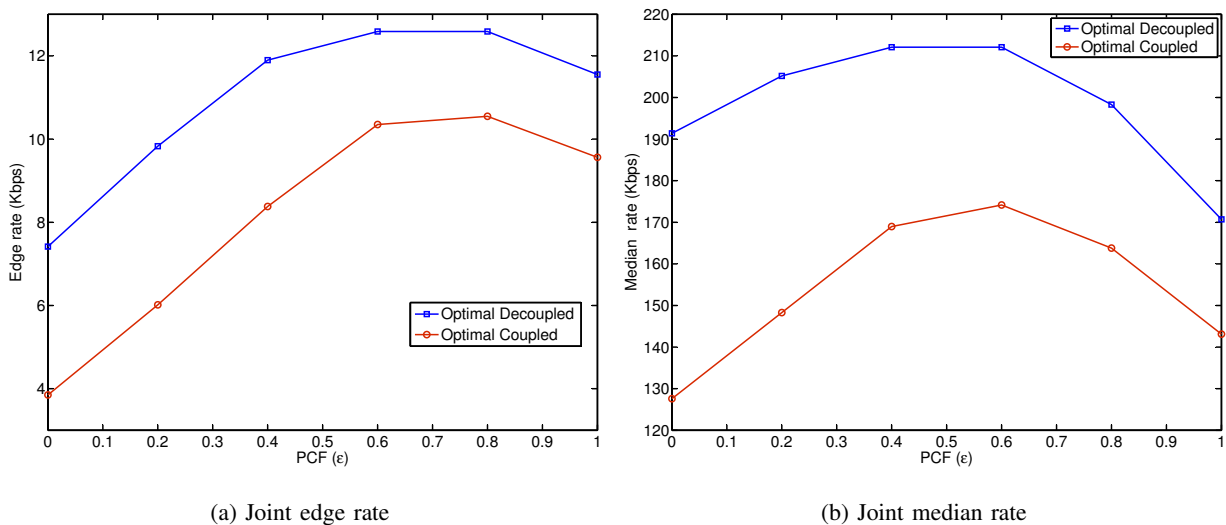 Edge rate (Kbps)
12
10
8
6
4
0 0.1 0.2 0.3 0.4 0.5 0.6 0.7 0.8 0.9 1
PCF (ε)
Optimal Decoupled
Optimal Coupled
(a) Joint edge rate
Median rate (Kbps)
220
210
200
190
180
170
160
150
140
130
120
0 0.1 0.2 0.3 0.4 0.5 0.6 0.7 0.8 0.9 1
PCF (ε)
Optimal Decoupled
Optimal Coupled
(b) Joint median rate